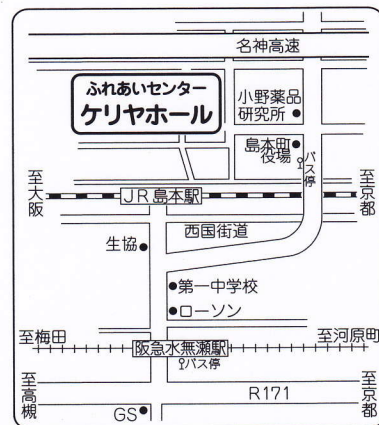 名神高速
ふれあいセンター
ケリヤホール
小野薬品
研究所
島本町
役場
バス停
至大阪
JR島本駅
至京都
西国街道
生協
第一中学校
ローソン
至梅田
至河原町
阪急水無瀬駅
バス停
至高槻
R171
至京都
GS